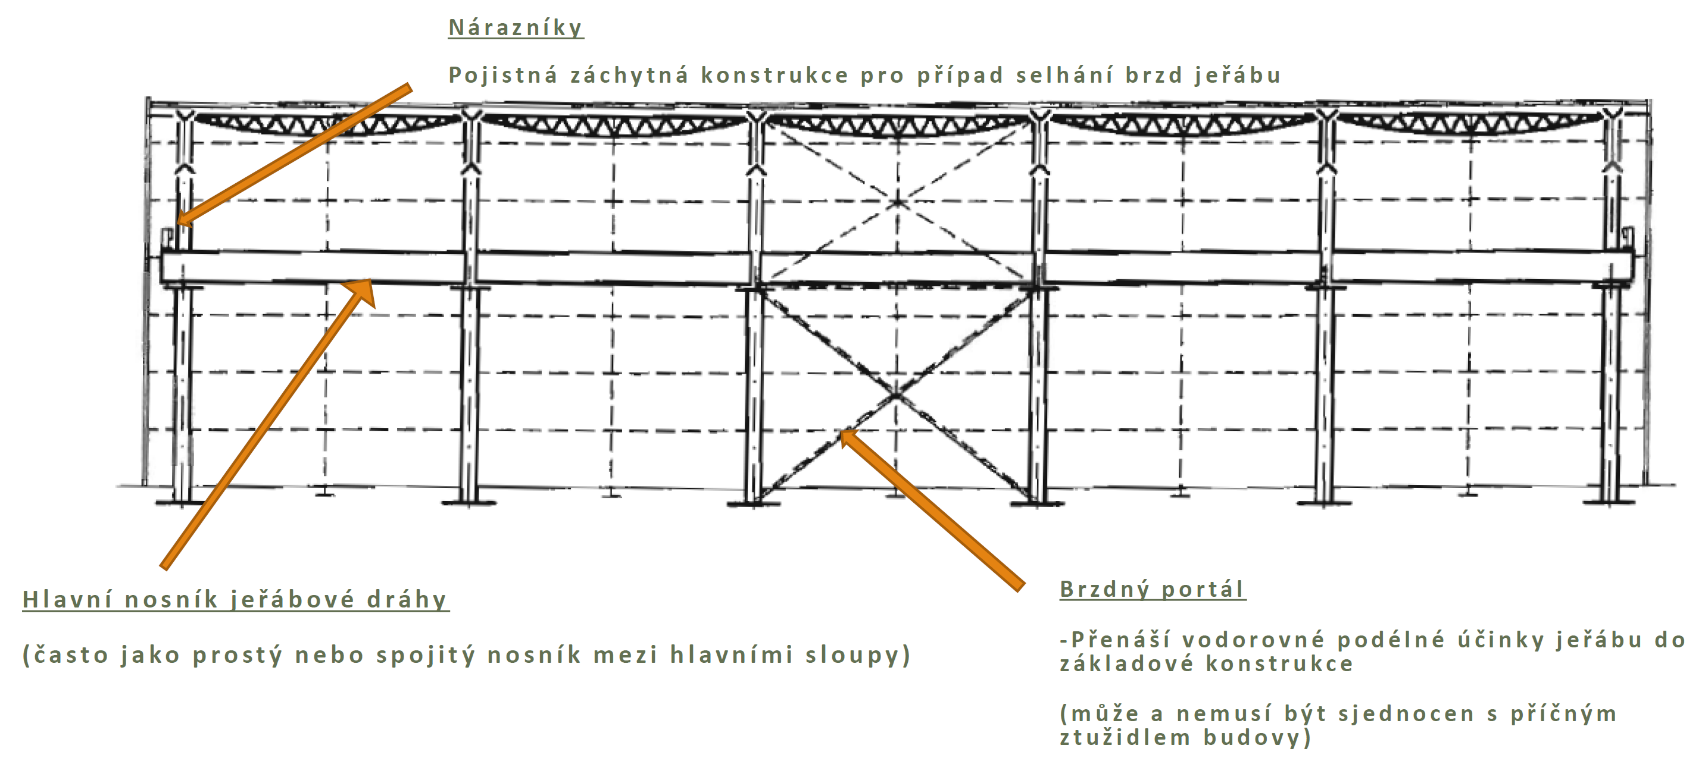 Nárazníky
Pojistná záchytná konstrukce pro případ selhání brzd jeřábu
Hlavní nosník jeřábové dráhy
(často jako prostý nebo spojitý nosník mezi hlavními sloupy)
Brzdný portál
-Přenáší vodorovné podélné účinky jeřábu do
základové konstrukce
(může a nemusí být sjednocen s příčným
ztužidlem budovy)